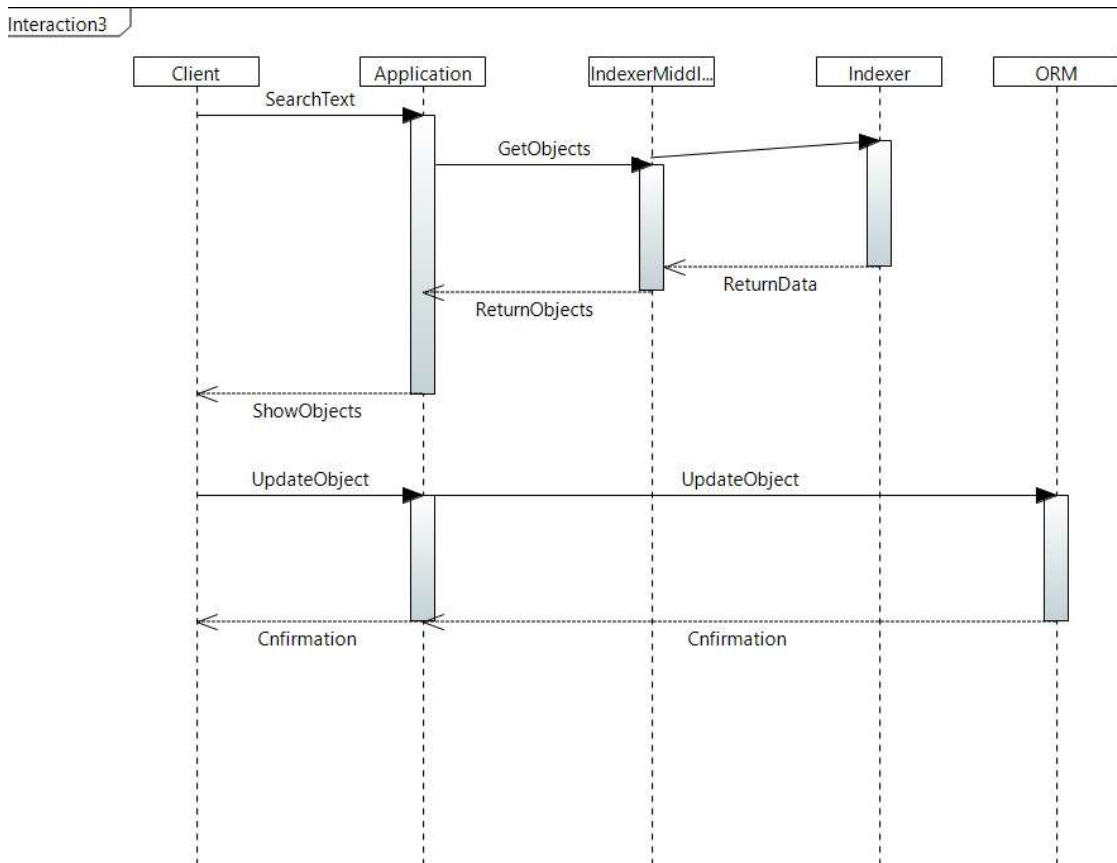 Interaction3
Client
Application
IndexerMiddl...
Indexer
ORM
SearchText
GetObjects
ReturnData
ReturnObjects
ShowObjects
UpdateObject
UpdateObject
Cnfirmation
Cnfirmation